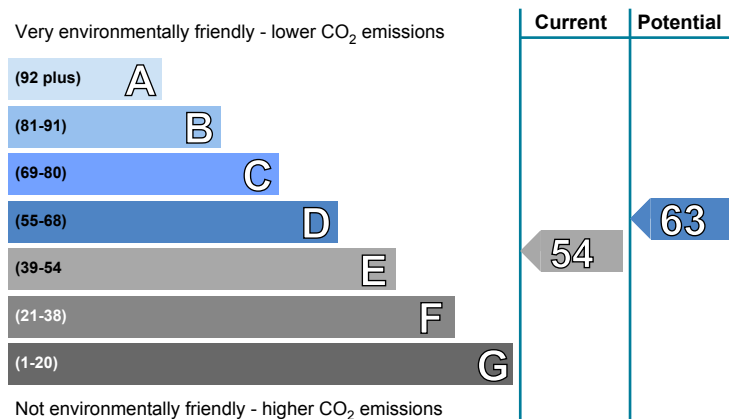 Current Potential
Very environmentally friendly - lower CO₂ emissions
(92 plus) A
(81-91) B
(69-80) C
(55-68) D
63
54
(39-54 E
(21-38) F
(1-20) G
Not environmentally friendly - higher CO₂ emissions